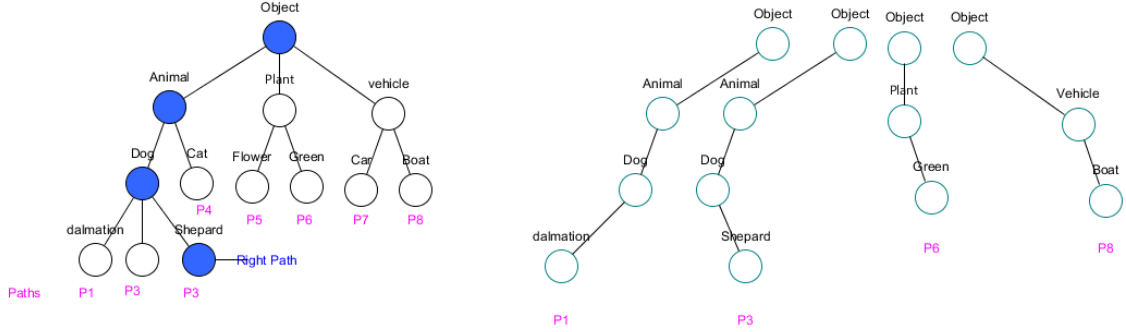 Object
Animal Plant vehicle
Dog Cat Flower Green Car Boat
P4 P5 P6 P7 P8
dalmation Shepard
Right Path
Paths P1 P3 P3
Object Object Object Object
Animal Animal Plant Vehicle
Dog Dog Green Boat
dalmation Shepard P6 P8
P1 P3